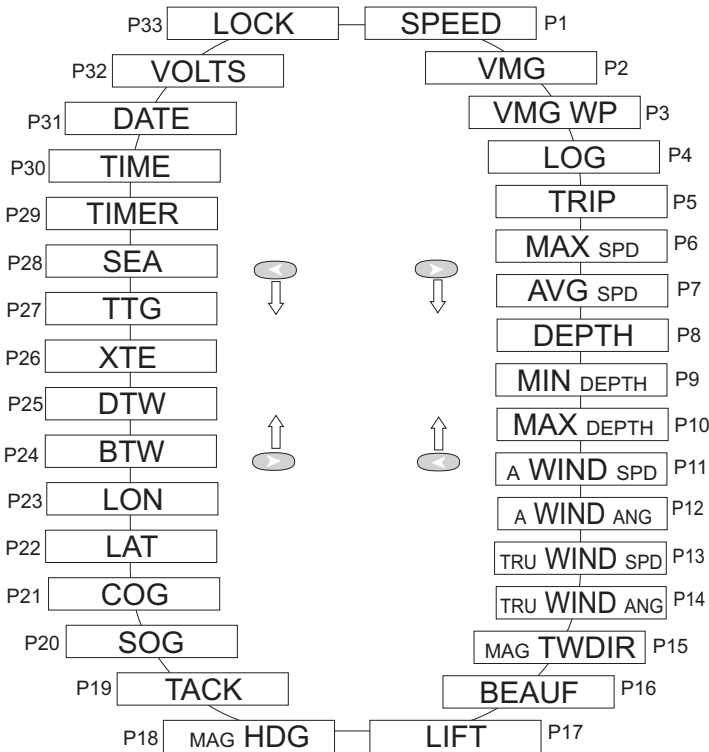 P33 LOCK SPEED P1
P32 VOLTS VMG P2
P31 DATE VMG WP P3
P30 TIME LOG P4
P29 TIMER TRIP P5
P28 SEA MAX SPD P6
P27 TTG AVG SPD P7
P26 XTE DEPTH P8
P25 DTW MIN DEPTH P9
P24 BTW MAX DEPTH P10
P23 LON A WIND SPD P11
P22 LAT A WIND ANG P12
P21 COG TRU WIND SPD P13
P20 SOG TRU WIND ANG P14
P19 TACK MAG TWDIR P15
P18 MAG HDG BEAUF P16
LIFT P17